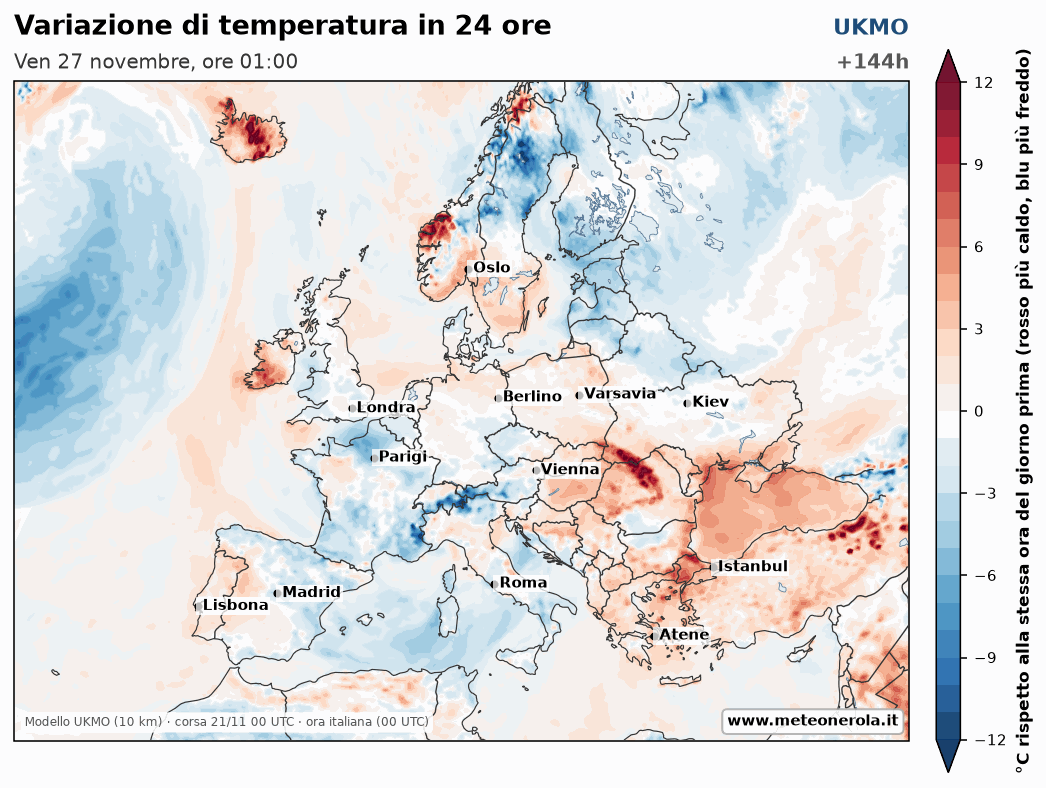 Variazione di temperatura in 24 ore
UKMO
Ven 27 novembre, ore 01:00
+144h
12
9
6
3
0
−3
−6
−9
−12
°C rispetto alla stessa ora del giorno prima (rosso più caldo, blu più freddo)
Oslo
Berlino
Varsavia
Kiev
Londra
Parigi
Vienna
Istanbul
Roma
Madrid
Lisbona
Atene
Modello UKMO (10 km) · corsa 21/11 00 UTC · ora italiana (00 UTC)
www.meteonerola.it